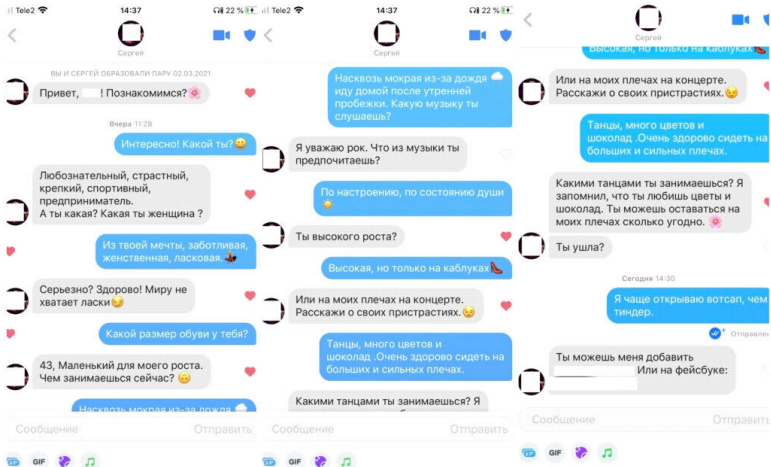 Tele2
14:37
22 %
Сергей
ВЫ И СЕРГЕЙ ОБРАЗОВАЛИ ПАРУ 02.03.2021
Привет, ! Познакомимся?🌸
Вчера 11:28
Интересно! Какой ты?😄
Любознательный, страстный,
крепкий, спортивный,
предприниматель.
А ты какая? Какая ты женщина ?
Из твоей мечты, заботливая,
женственная, ласковая.💃
Серьезно? Здорово! Миру не
хватает ласки😏
Какой размер обуви у тебя?
43, Маленький для моего роста.
Чем занимаешься сейчас? 🙃
Насквозь мокрая из-за дождя 🌧
Сообщение
Отправить
GIF
Tele2
14:37
22 %
Сергей
Насквозь мокрая из-за дождя 🌧
иду домой после утренней
пробежки. Какую музыку ты
слушаешь?
Я уважаю рок. Что из музыки ты
предпочитаешь?
По настроению, по состоянию души
☀️
Ты высокого роста?
Высокая, но только на каблуках👠
Или на моих плечах на концерте.
Расскажи о своих пристрастиях.😉
Танцы, много цветов и
шоколад .Очень здорово сидеть на
больших и сильных плечах.
Какими танцами ты занимаешься? Я
Сообщение
Отправить
GIF
Сергей
Высокая, но только на каблуках👠
Или на моих плечах на концерте.
Расскажи о своих пристрастиях.😉
Танцы, много цветов и
шоколад .Очень здорово сидеть на
больших и сильных плечах.
Какими танцами ты занимаешься? Я
запомнил, что ты любишь цветы и
шоколад. Ты можешь оставаться на
моих плечах сколько угодно. 🌸
Ты ушла?
Сегодня 14:30
Я чаще открываю вотсап, чем
тиндер.
Отправлен
Ты можешь меня добавить
Или на фейсбуке:
Сообщение
Отправить
GIF